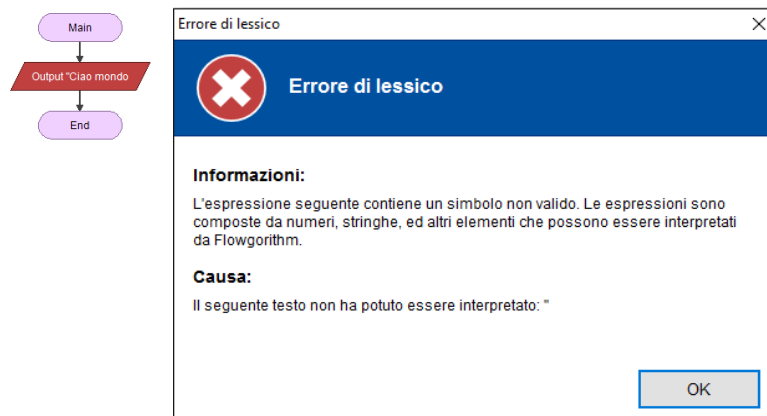 Main
Output "Ciao mondo
End
Errore di lessico
Errore di lessico
Informazioni:
L'espressione seguente contiene un simbolo non valido. Le espressioni sono
composte da numeri, stringhe, ed altri elementi che possono essere interpretati
da Flowgorithm.
Causa:
Il seguente testo non ha potuto essere interpretato: "
OK